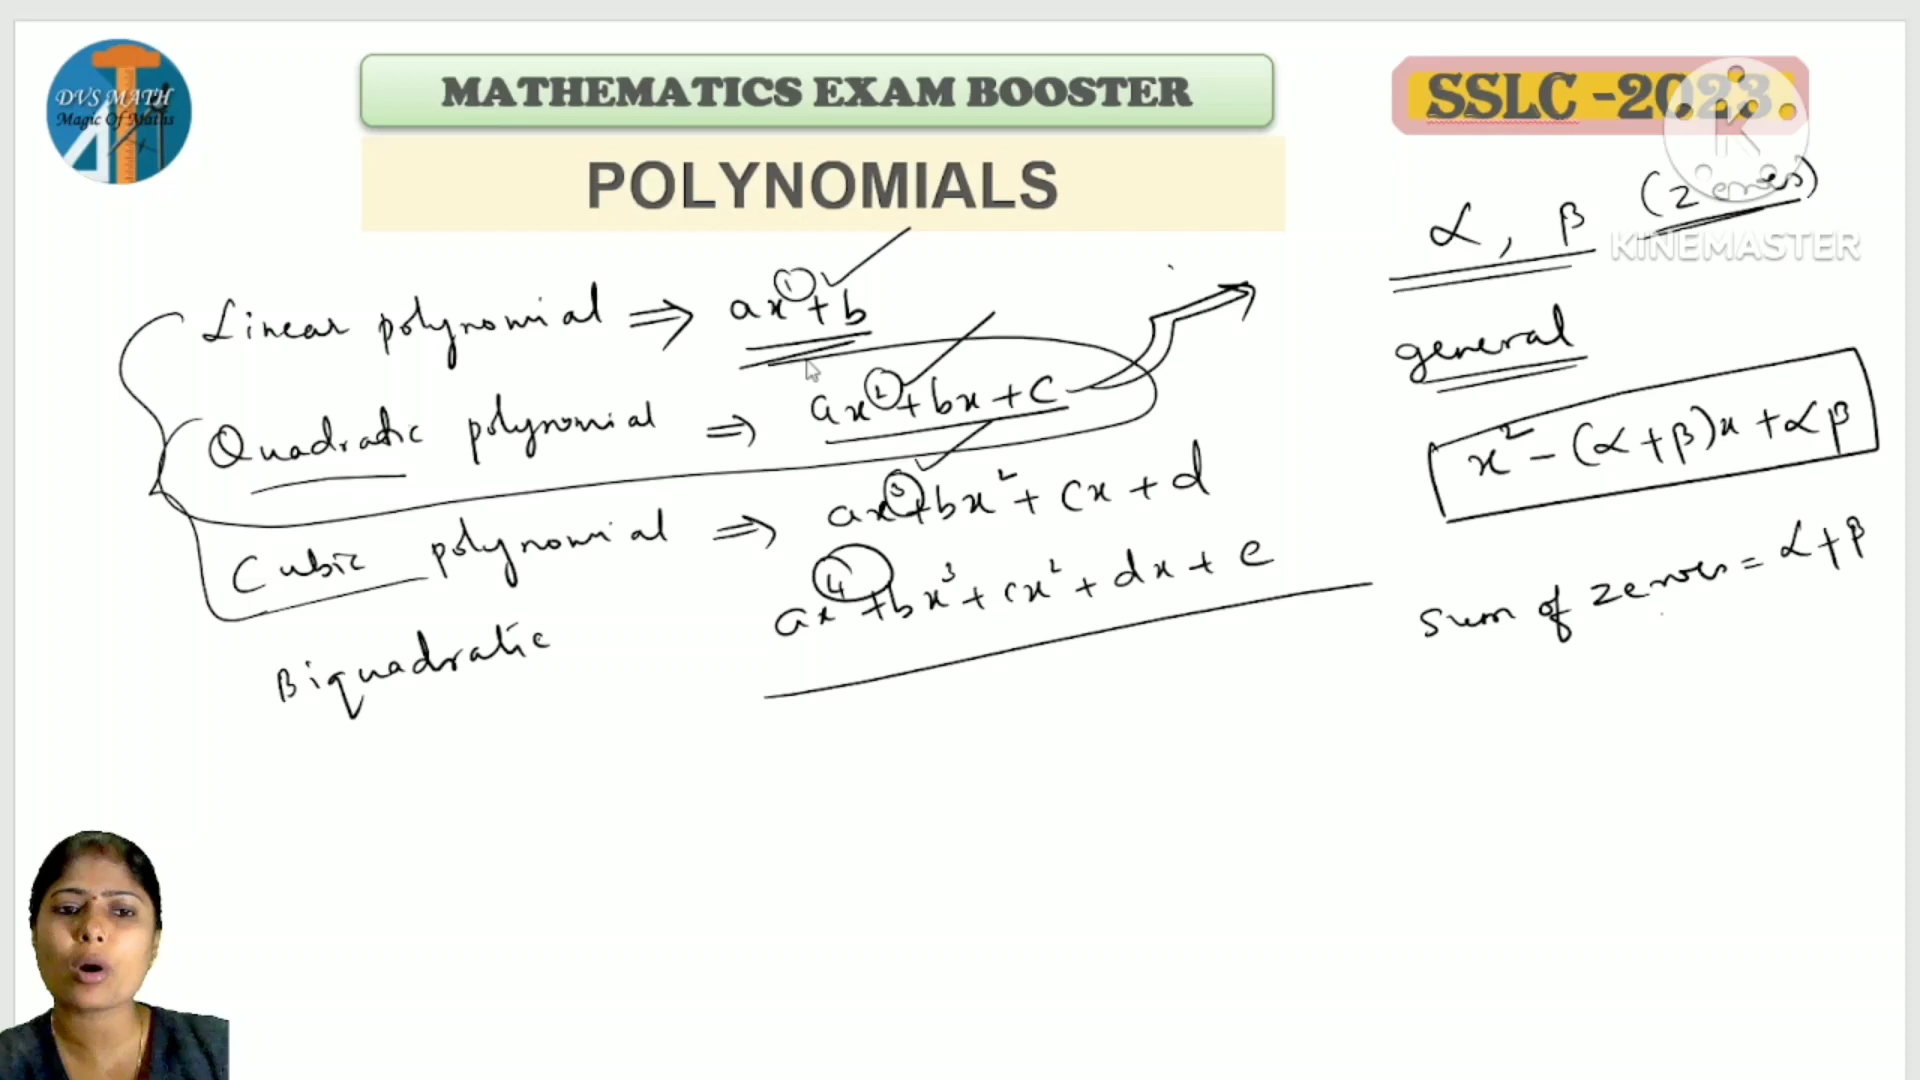 DVS MATH
Magic Of Maths
MATHEMATICS EXAM BOOSTER
SSLC -2023
K
KINEMASTER
POLYNOMIALS
α, β (zeroes)
Linear polynomial ⇒ ax¹+b
Quadratic polynomial ⇒ ax²+bx+c
Cubic polynomial ⇒ ax³+bx²+cx+d
Biquadratic ax⁴+bx³+cx²+dx+e
general
x²-(α+β)x+αβ
Sum of zeroes = α+β